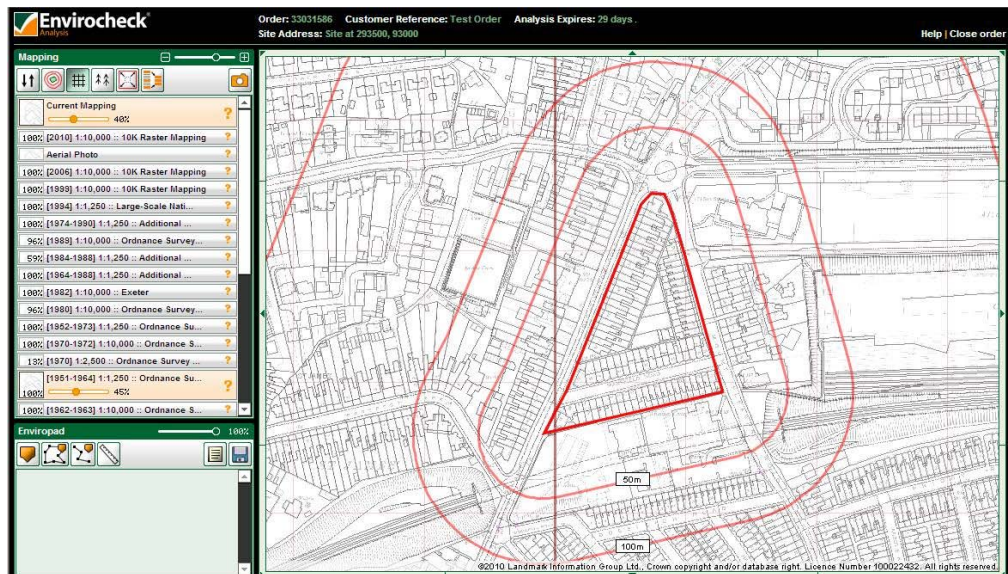 Envirocheck®
Analysis
Order: 33031586 Customer Reference: Test Order Analysis Expires: 29 days .
Site Address: Site at 293500, 93000
Help | Close order
Mapping
Current Mapping
40% ?
100% [2010] 1:10,000 :: 10K Raster Mapping ?
Aerial Photo ?
100% [2006] 1:10,000 :: 10K Raster Mapping ?
100% [1999] 1:10,000 :: 10K Raster Mapping ?
100% [1994] 1:1,250 :: Large-Scale Nati... ?
100% [1974-1990] 1:1,250 :: Additional ... ?
96% [1989] 1:10,000 :: Ordnance Survey... ?
59% [1984-1988] 1:1,250 :: Additional ... ?
100% [1964-1988] 1:1,250 :: Additional ... ?
100% [1982] 1:10,000 :: Exeter ?
96% [1980] 1:10,000 :: Ordnance Survey... ?
100% [1952-1973] 1:1,250 :: Ordnance Su... ?
100% [1970-1972] 1:10,000 :: Ordnance S... ?
13% [1970] 1:2,500 :: Ordnance Survey ... ?
[1951-1964] 1:1,250 :: Ordnance Su... ?
100% 45%
100% [1962-1963] 1:10,000 :: Ordnance S... ?
Enviropad 100%
50m
100m
©2010 Landmark Information Group Ltd., Crown copyright and/or database right. Licence Number 100022432. All rights reserved.